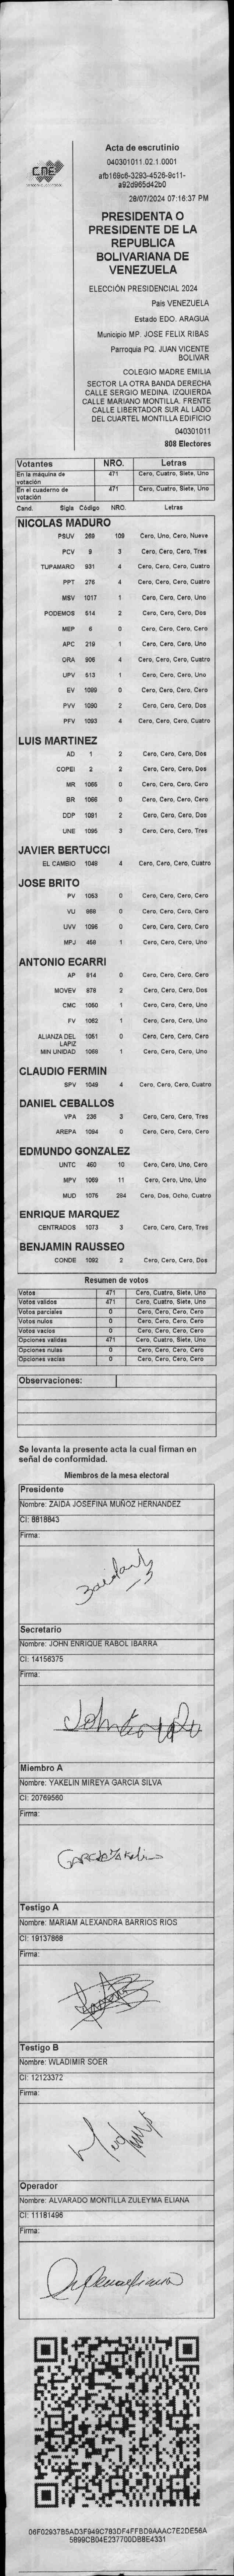 CNE
Acta de escrutinio
040301011.02.1.0001
afb169c6-3293-4526-9c11-
a92d965d42b0
28/07/2024 07:16:37 PM
PRESIDENTA O
PRESIDENTE DE LA
REPUBLICA
BOLIVARIANA DE
VENEZUELA
ELECCIÓN PRESIDENCIAL 2024
País VENEZUELA
Estado EDO. ARAGUA
Municipio MP. JOSE FELIX RIBAS
Parroquia PQ. JUAN VICENTE
BOLIVAR
COLEGIO MADRE EMILIA
SECTOR LA OTRA BANDA DERECHA
CALLE SERGIO MEDINA. IZQUIERDA
CALLE MARIANO MONTILLA. FRENTE
CALLE LIBERTADOR SUR AL LADO
DEL CUARTEL MONTILLA EDIFICIO
040301011
808 Electores
Votantes NRO. Letras
En la máquina de votación 471 Cero, Cuatro, Siete, Uno
En el cuaderno de votación 471 Cero, Cuatro, Siete, Uno
Cand. Sigla Código NRO. Letras
NICOLAS MADURO
PSUV 269 109 Cero, Uno, Cero, Nueve
PCV 9 3 Cero, Cero, Cero, Tres
TUPAMARO 931 4 Cero, Cero, Cero, Cuatro
PPT 276 4 Cero, Cero, Cero, Cuatro
MSV 1017 1 Cero, Cero, Cero, Uno
PODEMOS 514 2 Cero, Cero, Cero, Dos
MEP 6 0 Cero, Cero, Cero, Cero
APC 219 1 Cero, Cero, Cero, Uno
ORA 906 4 Cero, Cero, Cero, Cuatro
UPV 513 1 Cero, Cero, Cero, Uno
EV 1099 0 Cero, Cero, Cero, Cero
PVV 1090 2 Cero, Cero, Cero, Dos
PFV 1093 4 Cero, Cero, Cero, Cuatro
LUIS MARTINEZ
AD 1 2 Cero, Cero, Cero, Dos
COPEI 2 2 Cero, Cero, Cero, Dos
MR 1065 0 Cero, Cero, Cero, Cero
BR 1066 0 Cero, Cero, Cero, Cero
DDP 1091 2 Cero, Cero, Cero, Dos
UNE 1095 3 Cero, Cero, Cero, Tres
JAVIER BERTUCCI
EL CAMBIO 1048 4 Cero, Cero, Cero, Cuatro
JOSE BRITO
PV 1053 0 Cero, Cero, Cero, Cero
VU 968 0 Cero, Cero, Cero, Cero
UVV 1096 0 Cero, Cero, Cero, Cero
MPJ 458 1 Cero, Cero, Cero, Uno
ANTONIO ECARRI
AP 914 0 Cero, Cero, Cero, Cero
MOVEV 979 2 Cero, Cero, Cero, Dos
CMC 1050 1 Cero, Cero, Cero, Uno
FV 1062 1 Cero, Cero, Cero, Uno
ALIANZA DEL LAPIZ 1051 0 Cero, Cero, Cero, Cero
MIN UNIDAD 1068 1 Cero, Cero, Cero, Uno
CLAUDIO FERMIN
SPV 1049 4 Cero, Cero, Cero, Cuatro
DANIEL CEBALLOS
VPA 236 3 Cero, Cero, Cero, Tres
AREPA 1094 0 Cero, Cero, Cero, Cero
EDMUNDO GONZALEZ
UNTC 460 10 Cero, Cero, Uno, Cero
MPV 1069 11 Cero, Cero, Uno, Uno
MUD 1076 284 Cero, Dos, Ocho, Cuatro
ENRIQUE MARQUEZ
CENTRADOS 1073 3 Cero, Cero, Cero, Tres
BENJAMIN RAUSSEO
CONDE 1092 2 Cero, Cero, Cero, Dos
Resumen de votos
Votos 471 Cero, Cuatro, Siete, Uno
Votos válidos 471 Cero, Cuatro, Siete, Uno
Votos parciales 0 Cero, Cero, Cero, Cero
Votos nulos 0 Cero, Cero, Cero, Cero
Votos vacíos 0 Cero, Cero, Cero, Cero
Opciones válidas 471 Cero, Cuatro, Siete, Uno
Opciones nulas 0 Cero, Cero, Cero, Cero
Opciones vacías 0 Cero, Cero, Cero, Cero
Observaciones:
Se levanta la presente acta la cual firman en
señal de conformidad.
Miembros de la mesa electoral
Presidente
Nombre: ZAIDA JOSEFINA MUÑOZ HERNANDEZ
CI: 8818843
Firma:
Secretario
Nombre: JOHN ENRIQUE RABOL IBARRA
CI: 14156375
Firma:
Miembro A
Nombre: YAKELIN MIREYA GARCIA SILVA
CI: 20769560
Firma:
Testigo A
Nombre: MARIAM ALEXANDRA BARRIOS RIOS
CI: 19137868
Firma:
Testigo B
Nombre: WLADIMIR SOER
CI: 12123372
Firma:
Operador
Nombre: ALVARADO MONTILLA ZULEYMA ELIANA
CI: 11181496
Firma:
06F02937B5AD3F949C783DF4FFBD9AAAC7E2DE56A
5899CB04E237700DB8E4331